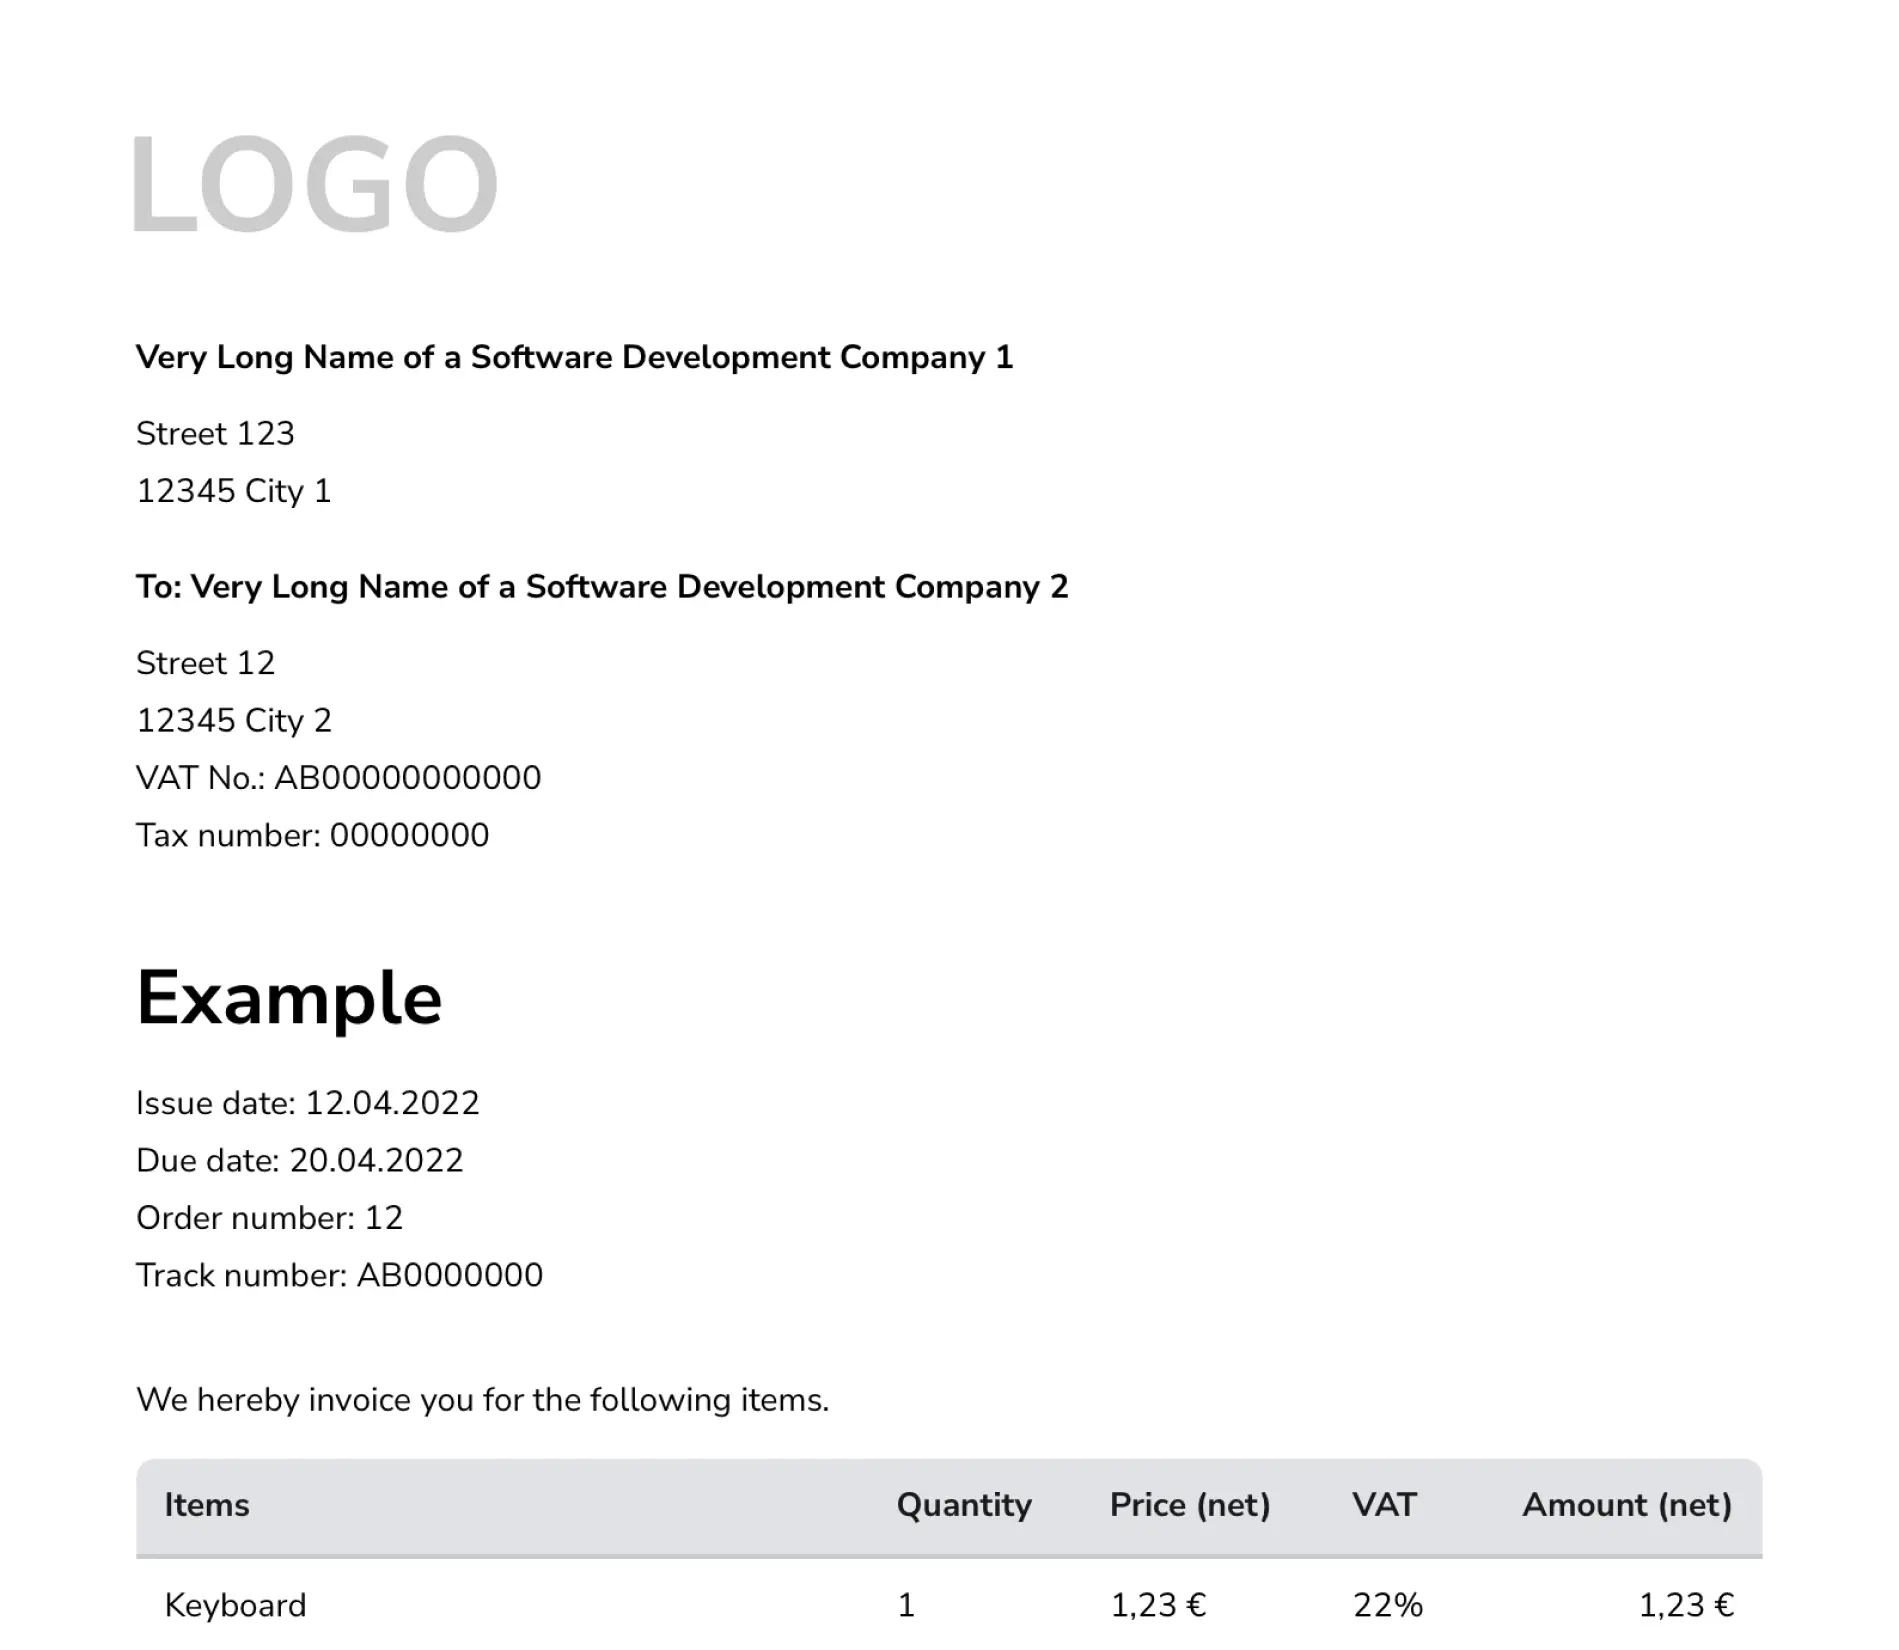 LOGO
Very Long Name of a Software Development Company 1
Street 123
12345 City 1
To: Very Long Name of a Software Development Company 2
Street 12
12345 City 2
VAT No.: AB00000000000
Tax number: 00000000
Example
Issue date: 12.04.2022
Due date: 20.04.2022
Order number: 12
Track number: AB0000000
We hereby invoice you for the following items.
Items Quantity Price (net) VAT Amount (net)
Keyboard 1 1,23 € 22% 1,23 €